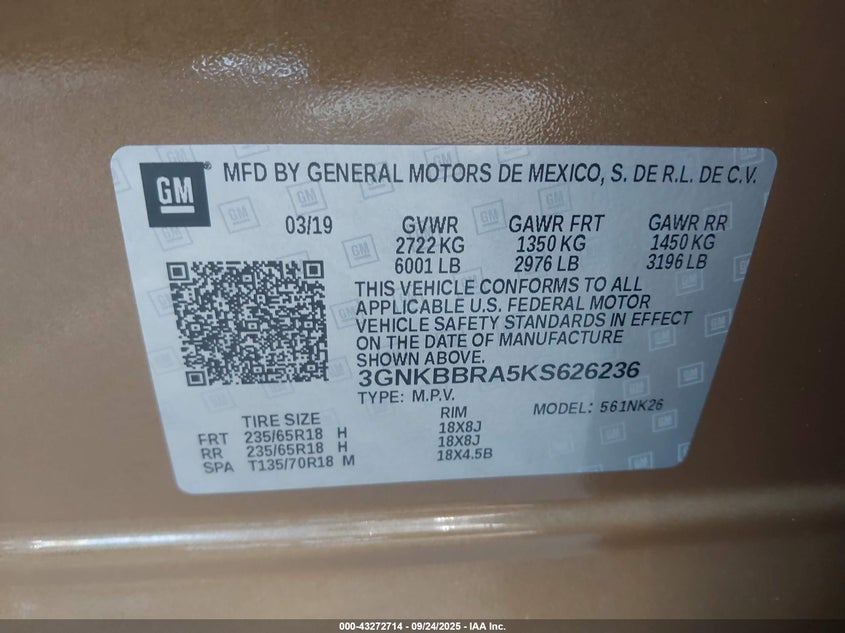 GM ® MFD BY GENERAL MOTORS DE MEXICO, S. DE R.L. DE C.V.
03/19 GVWR GAWR FRT GAWR RR
2722 KG 1350 KG 1450 KG
6001 LB 2976 LB 3196 LB
THIS VEHICLE CONFORMS TO ALL
APPLICABLE U.S. FEDERAL MOTOR
VEHICLE SAFETY STANDARDS IN EFFECT
ON THE DATE OF MANUFACTURE
SHOWN ABOVE.
3GNKBBRA5KS626236
TYPE: M.P.V. MODEL: 561NK26
TIRE SIZE RIM
FRT 235/65R18 H 18X8J
RR 235/65R18 H 18X8J
SPA T135/70R18 M 18X4.5B
000-43272714 - 09/24/2025 - IAA Inc.